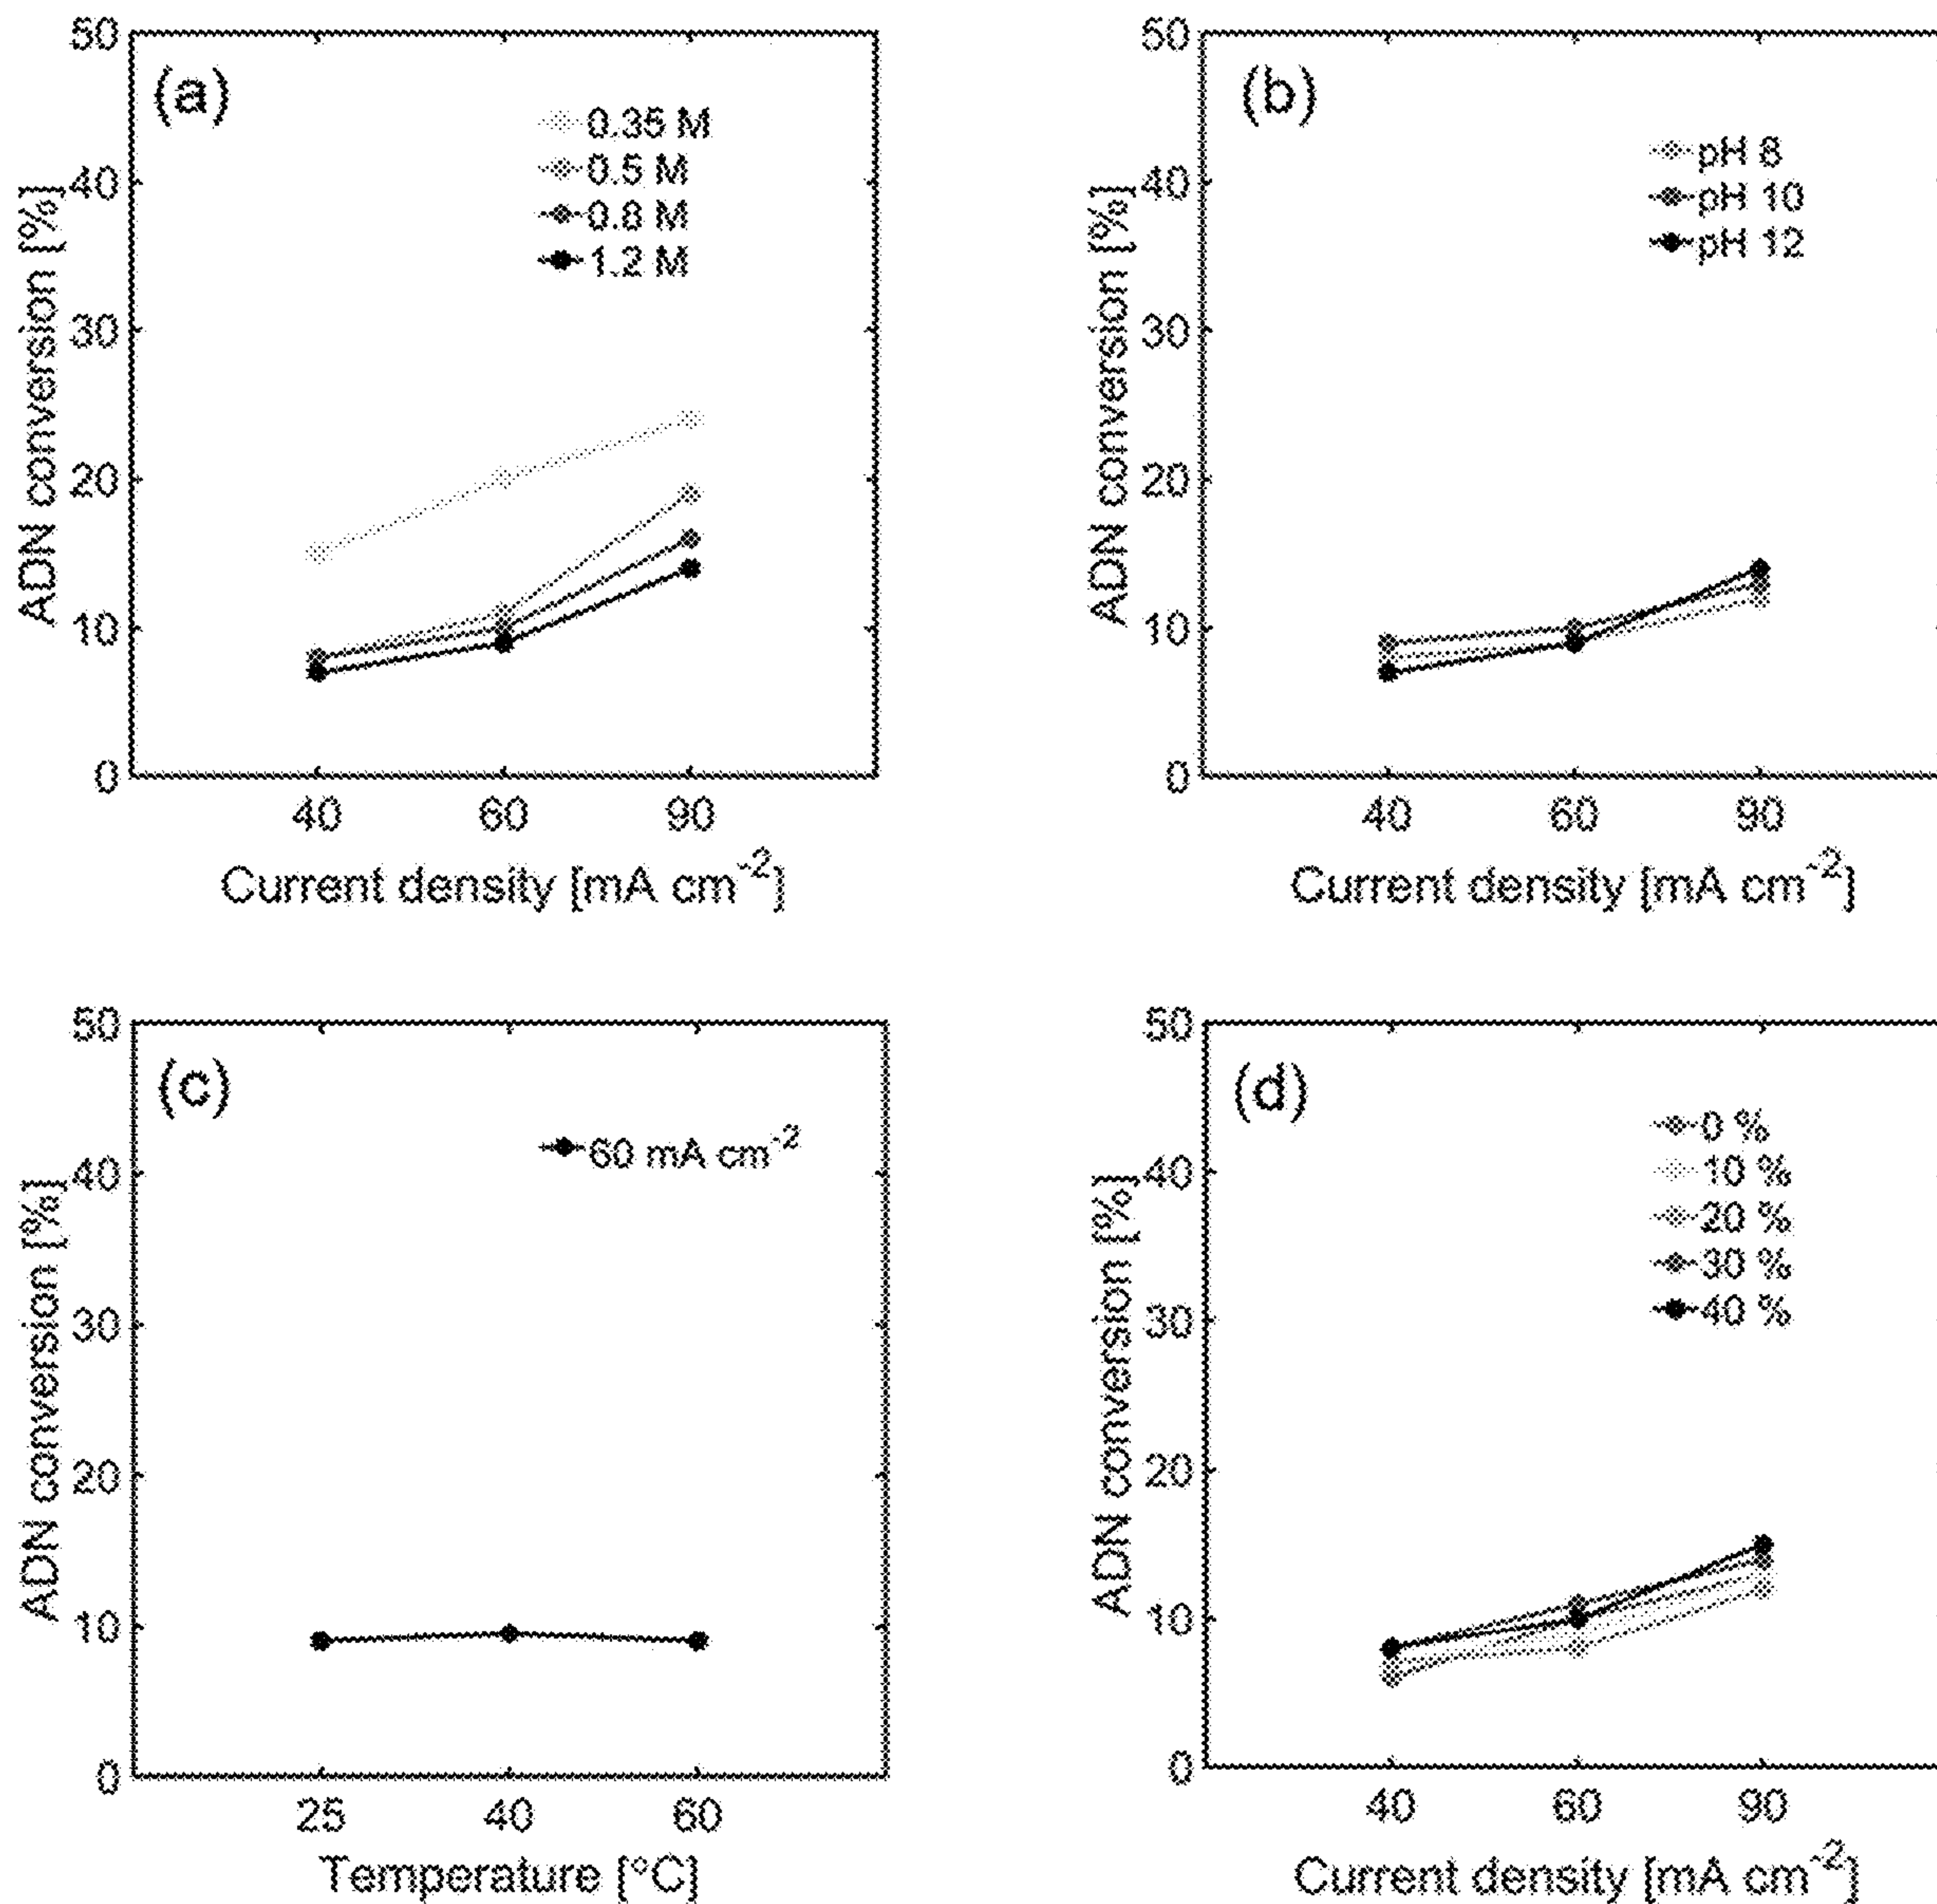 (a)
50
40
30
20
10
0
ADN conversion [%]
0.35 M
0.5 M
0.8 M
1.2 M
40 60 90
Current density [mA cm⁻²]
(b)
50
40
30
20
10
0
ADN conversion [%]
pH 8
pH 10
pH 12
40 60 90
Current density [mA cm⁻²]
(c)
50
40
30
20
10
0
ADN conversion [%]
60 mA cm⁻²
25 40 60
Temperature [°C]
(d)
50
40
30
20
10
0
ADN conversion [%]
0 %
10 %
20 %
30 %
40 %
40 60 90
Current density [mA cm⁻²]